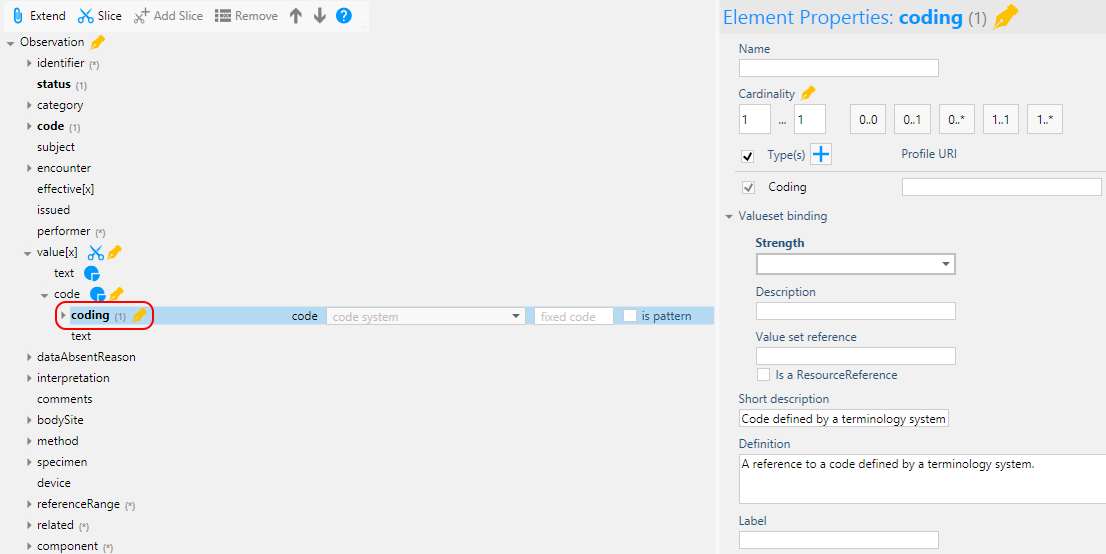 Extend Slice Add Slice Remove ?
Observation
identifier (*)
status (1)
category
code (1)
subject
encounter
effective[x]
issued
performer (*)
value[x]
text
code
coding (1) code code system fixed code is pattern
text
dataAbsentReason
interpretation
comments
bodySite
method
specimen
device
referenceRange (*)
related (*)
component (*)
Element Properties: coding (1)
Name
Cardinality
1 ... 1 0..0 0..1 0..* 1..1 1..*
Type(s) Profile URI
Coding
Valueset binding
Strength
Description
Value set reference
Is a ResourceReference
Short description
Code defined by a terminology system
Definition
A reference to a code defined by a terminology system.
Label